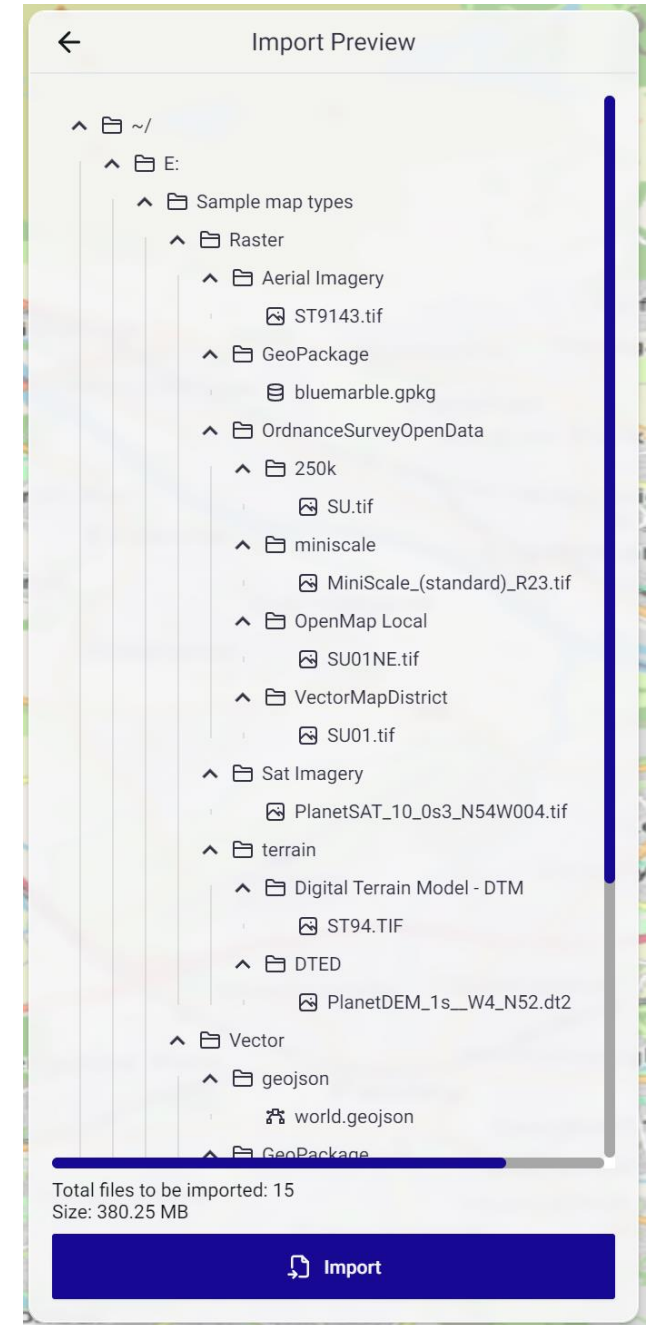 Import Preview
~/
E:
Sample map types
Raster
Aerial Imagery
ST9143.tif
GeoPackage
bluemarble.gpkg
OrdnanceSurveyOpenData
250k
SU.tif
miniscale
MiniScale_(standard)_R23.tif
OpenMap Local
SU01NE.tif
VectorMapDistrict
SU01.tif
Sat Imagery
PlanetSAT_10_0s3_N54W004.tif
terrain
Digital Terrain Model - DTM
ST94.TIF
DTED
PlanetDEM_1s__W4_N52.dt2
Vector
geojson
world.geojson
GeoPackage
Total files to be imported: 15
Size: 380.25 MB
Import